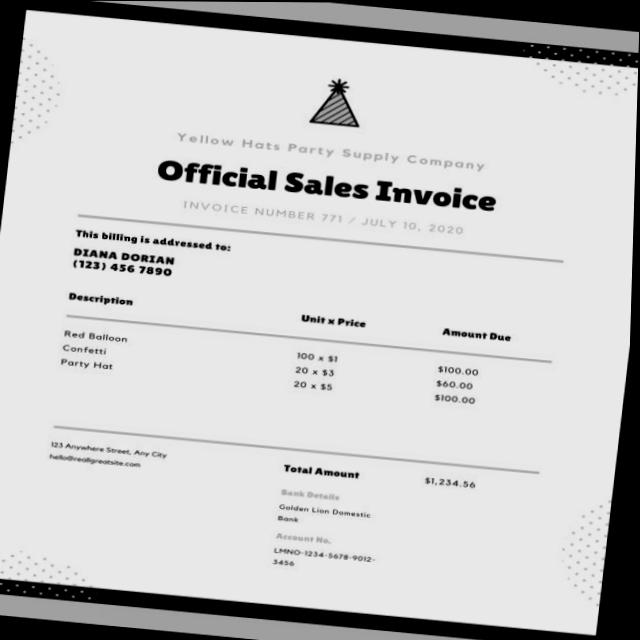 Yellow Hats Party Supply Company
Official Sales Invoice
INVOICE NUMBER 771 / JULY 10, 2020
This billing is addressed to:
DIANA DORIAN
(123) 456 7890
Description Unit x Price Amount Due
Red Balloon 100 x $1 $100.00
Confetti 20 x $3 $60.00
Party Hat 20 x $5 $100.00
123 Anywhere Street, Any City
hello@reallgreatsite.com
Total Amount $1,234.56
Bank Details
Golden Lion Domestic
Bank
Account No.
LMNO-1234-5678-9012-
3456